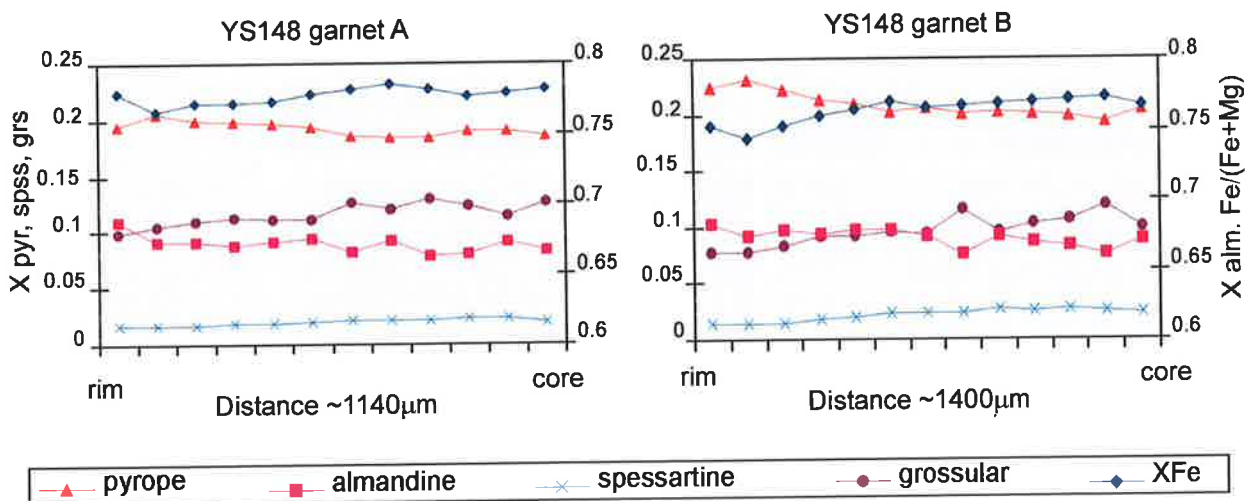 YS148 garnet A
YS148 garnet B
0.25
0.2
0.15
0.1
0.05
0
X pyr, spss, grs
0.8
0.75
0.7
0.65
0.6
rim
core
Distance ~1140µm
0.25
0.2
0.15
0.1
0.05
0
0.8
0.75
0.7
0.65
0.6
X alm. Fe/(Fe+Mg)
rim
core
Distance ~1400µm
pyrope almandine spessartine grossular XFe